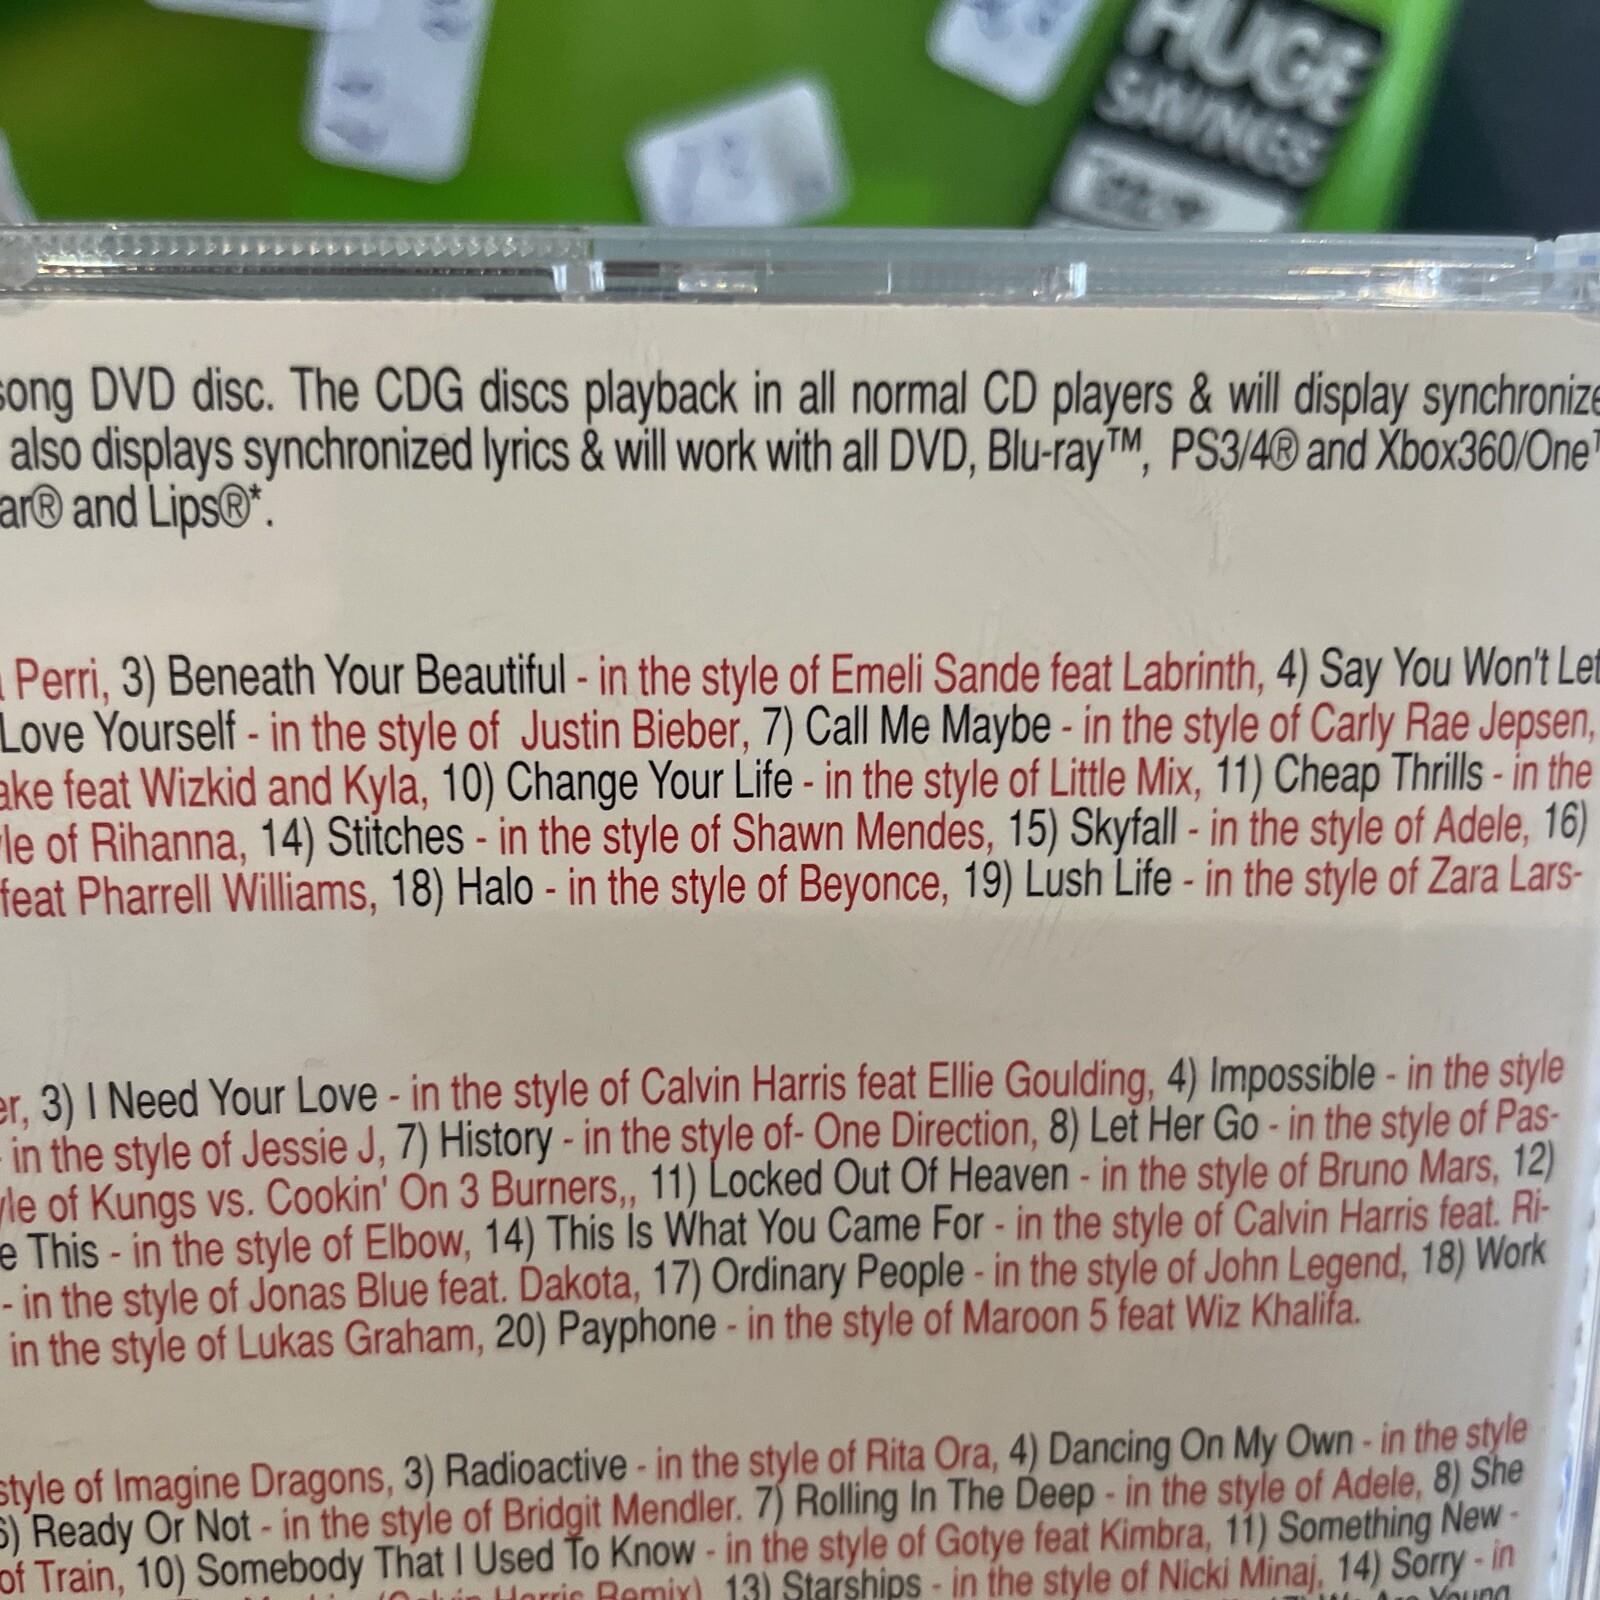 HUGE
SAVINGS
song DVD disc. The CDG discs playback in all normal CD players & will display synchronize
also displays synchronized lyrics & will work with all DVD, Blu-ray™, PS3/4® and Xbox360/One
ar® and Lips®*.
Perri, 3) Beneath Your Beautiful - in the style of Emeli Sande feat Labrinth, 4) Say You Won't Let
Love Yourself - in the style of Justin Bieber, 7) Call Me Maybe - in the style of Carly Rae Jepsen,
ake feat Wizkid and Kyla, 10) Change Your Life - in the style of Little Mix, 11) Cheap Thrills - in the
le of Rihanna, 14) Stitches - in the style of Shawn Mendes, 15) Skyfall - in the style of Adele, 16)
feat Pharrell Williams, 18) Halo - in the style of Beyonce, 19) Lush Life - in the style of Zara Lars-
er, 3) I Need Your Love - in the style of Calvin Harris feat Ellie Goulding, 4) Impossible - in the style
- in the style of Jessie J, 7) History - in the style of- One Direction, 8) Let Her Go - in the style of Pas-
yle of Kungs vs. Cookin' On 3 Burners,, 11) Locked Out Of Heaven - in the style of Bruno Mars, 12)
e This - in the style of Elbow, 14) This Is What You Came For - in the style of Calvin Harris feat. Ri-
- in the style of Jonas Blue feat. Dakota, 17) Ordinary People - in the style of John Legend, 18) Work
in the style of Lukas Graham, 20) Payphone - in the style of Maroon 5 feat Wiz Khalifa.
style of Imagine Dragons, 3) Radioactive - in the style of Rita Ora, 4) Dancing On My Own - in the style
6) Ready Or Not - in the style of Bridgit Mendler. 7) Rolling In The Deep - in the style of Adele, 8) She
of Train, 10) Somebody That I Used To Know - in the style of Gotye feat Kimbra, 11) Something New -
(Calvin Harris Remix), 13) Starships - in the style of Nicki Minaj, 14) Sorry - in
We Are Young